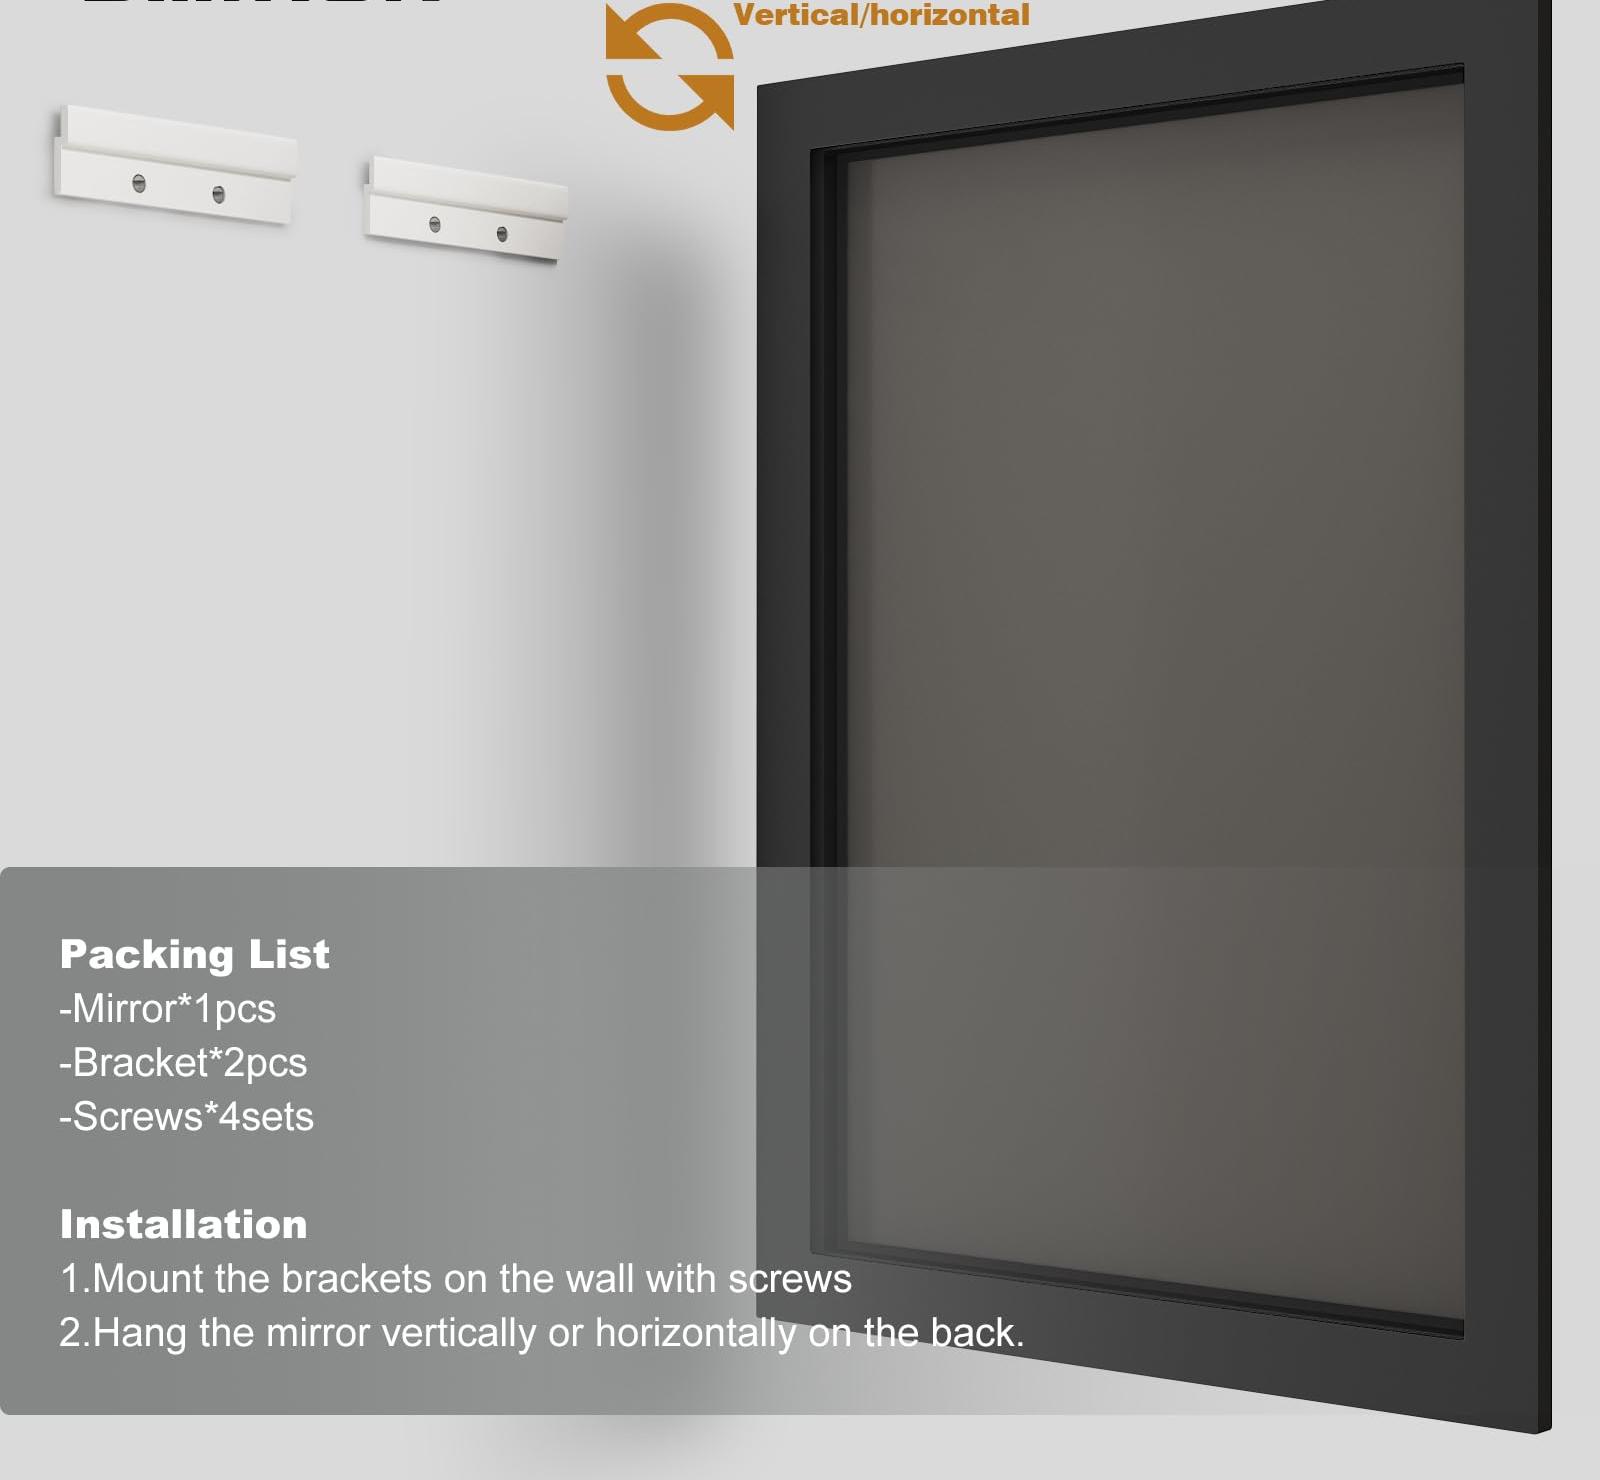 Vertical/horizontal
Packing List
-Mirror*1pcs
-Bracket*2pcs
-Screws*4sets
Installation
1.Mount the brackets on the wall with screws
2.Hang the mirror vertically or horizontally on the back.